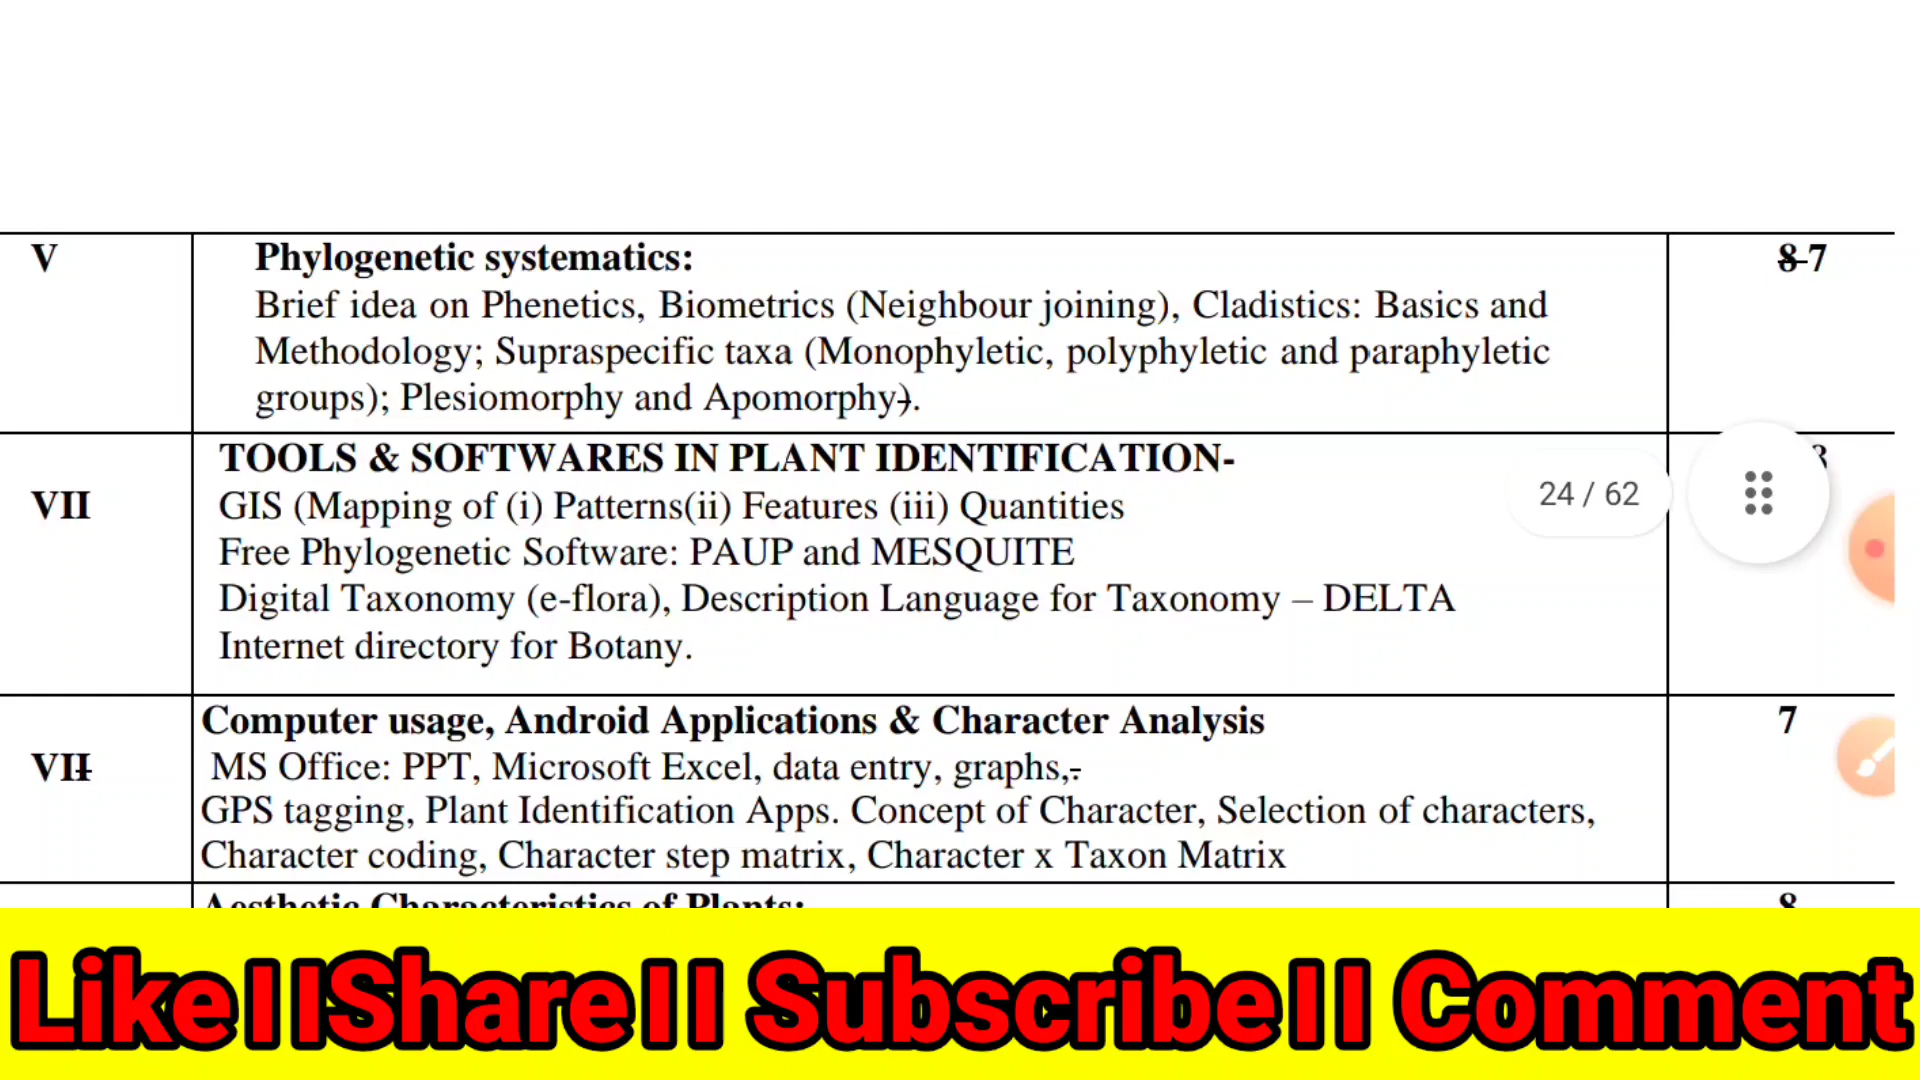 V
Phylogenetic systematics:
8 7
Brief idea on Phenetics, Biometrics (Neighbour joining), Cladistics: Basics and
Methodology; Supraspecific taxa (Monophyletic, polyphyletic and paraphyletic
groups); Plesiomorphy and Apomorphy).
TOOLS & SOFTWARES IN PLANT IDENTIFICATION-
VII
GIS (Mapping of (i) Patterns(ii) Features (iii) Quantities
24 / 62
Free Phylogenetic Software: PAUP and MESQUITE
Digital Taxonomy (e-flora), Description Language for Taxonomy – DELTA
Internet directory for Botany.
Computer usage, Android Applications & Character Analysis
7
VII
MS Office: PPT, Microsoft Excel, data entry, graphs,.
GPS tagging, Plant Identification Apps. Concept of Character, Selection of characters,
Character coding, Character step matrix, Character x Taxon Matrix
Aesthetic Characteristics of Plants:
8
Like||Share|| Subscribe|| Comment